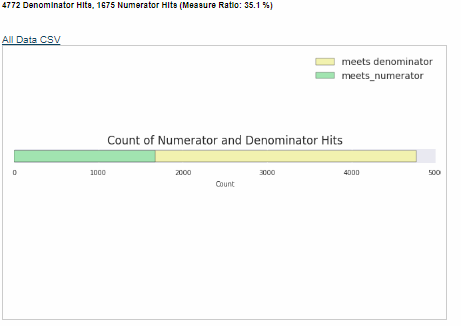 4772 Denominator Hits, 1675 Numerator Hits (Measure Ratio: 35.1 %)
All Data CSV
meets denominator
meets_numerator
Count of Numerator and Denominator Hits
0 1000 2000 3000 4000 500
Count